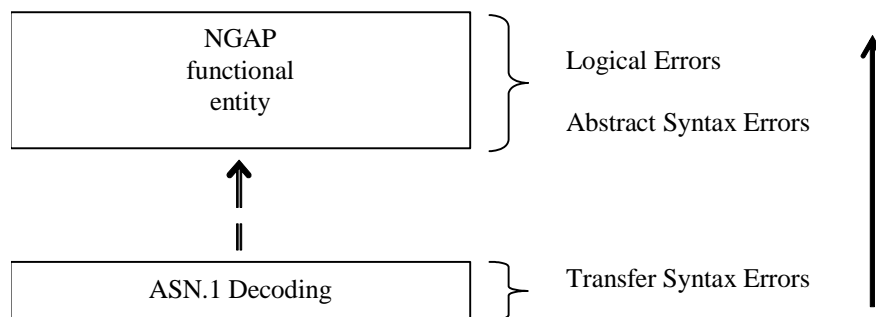 NGAP
functional
entity
Logical Errors
Abstract Syntax Errors
ASN.1 Decoding
Transfer Syntax Errors